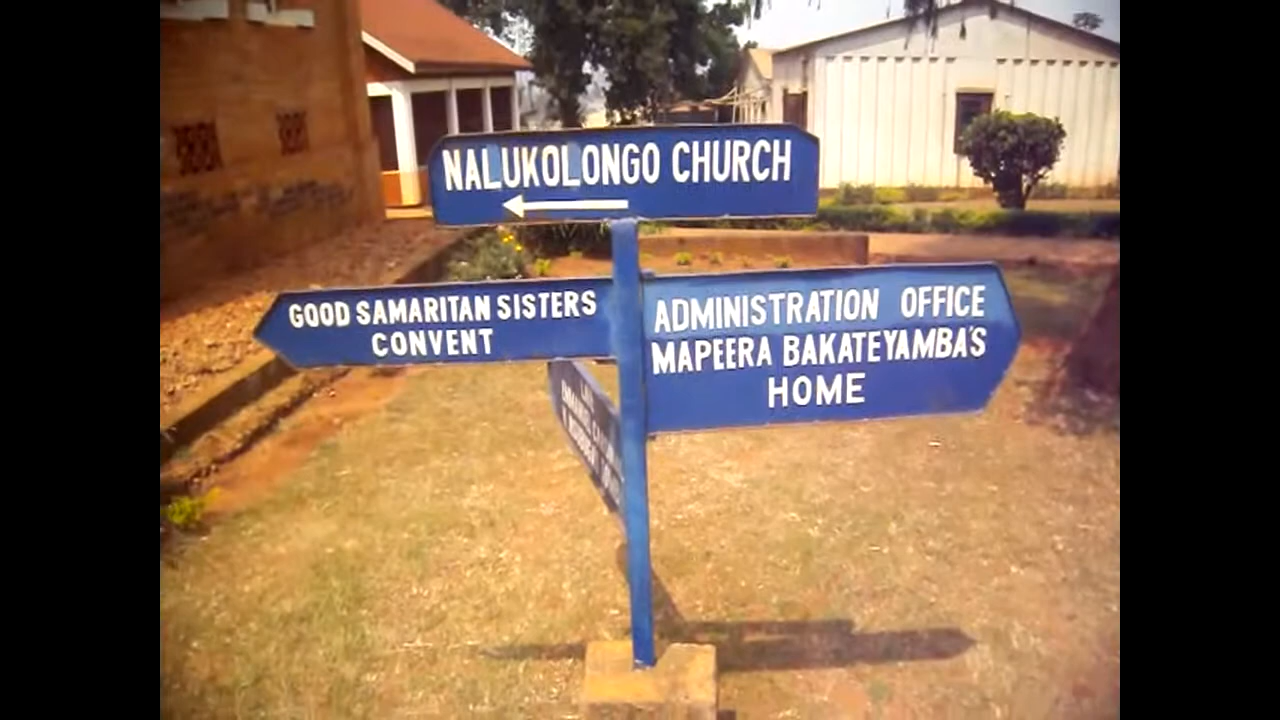 NALUKOLONGO CHURCH
GOOD SAMARITAN SISTERS
CONVENT
ADMINISTRATION OFFICE
MAPEERA BAKATEYAMBA'S
HOME